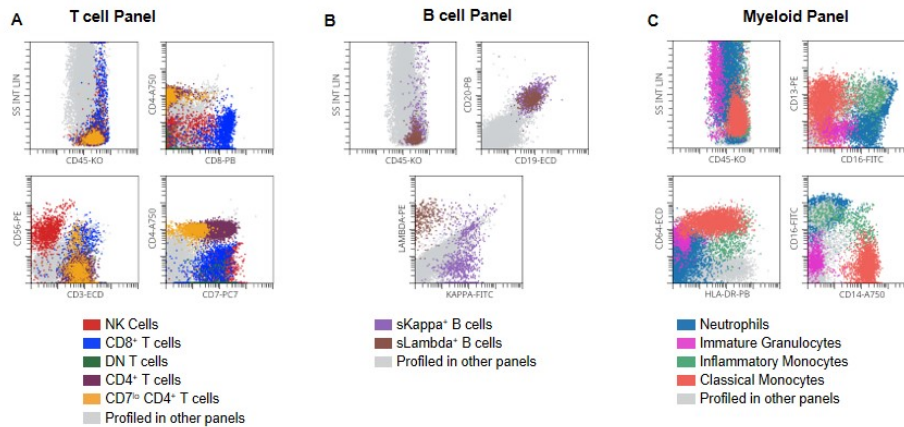 A
T cell Panel
SS INT LIN
CD45-KO
CD4-A750
CD8-PB
CD56-PE
CD3-ECD
CD4-A750
CD7-PC7
NK Cells
CD8⁺ T cells
DN T cells
CD4⁺ T cells
CD7ˡᵒ CD4⁺ T cells
Profiled in other panels
B
B cell Panel
SS INT LIN
CD45-KO
CD20-PB
CD19-ECD
LAMBDA-PE
KAPPA-FITC
sKappa⁺ B cells
sLambda⁺ B cells
Profiled in other panels
C
Myeloid Panel
SS INT LIN
CD45-KO
CD13-PE
CD16-FITC
CD64-ECD
HLA-DR-PB
CD16-FITC
CD14-A750
Neutrophils
Immature Granulocytes
Inflammatory Monocytes
Classical Monocytes
Profiled in other panels